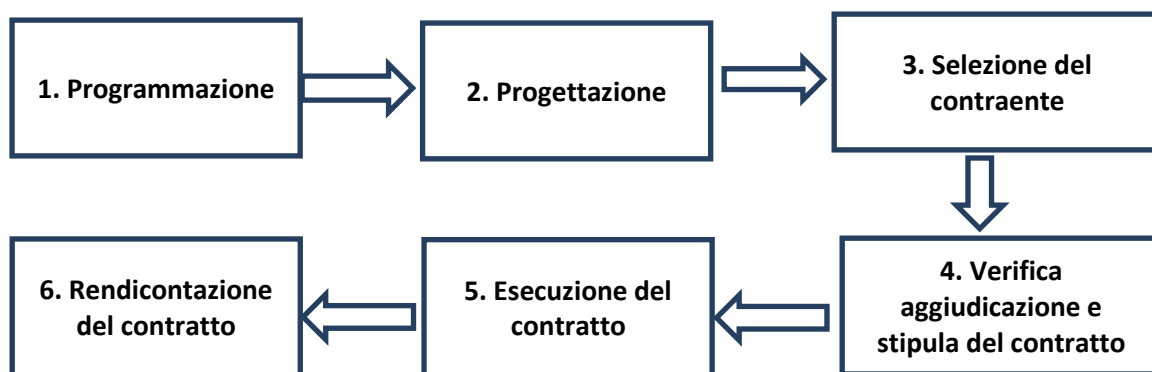 1. Programmazione
2. Progettazione
3. Selezione del
contraente
4. Verifica
aggiudicazione e
stipula del contratto
5. Esecuzione del
contratto
6. Rendicontazione
del contratto